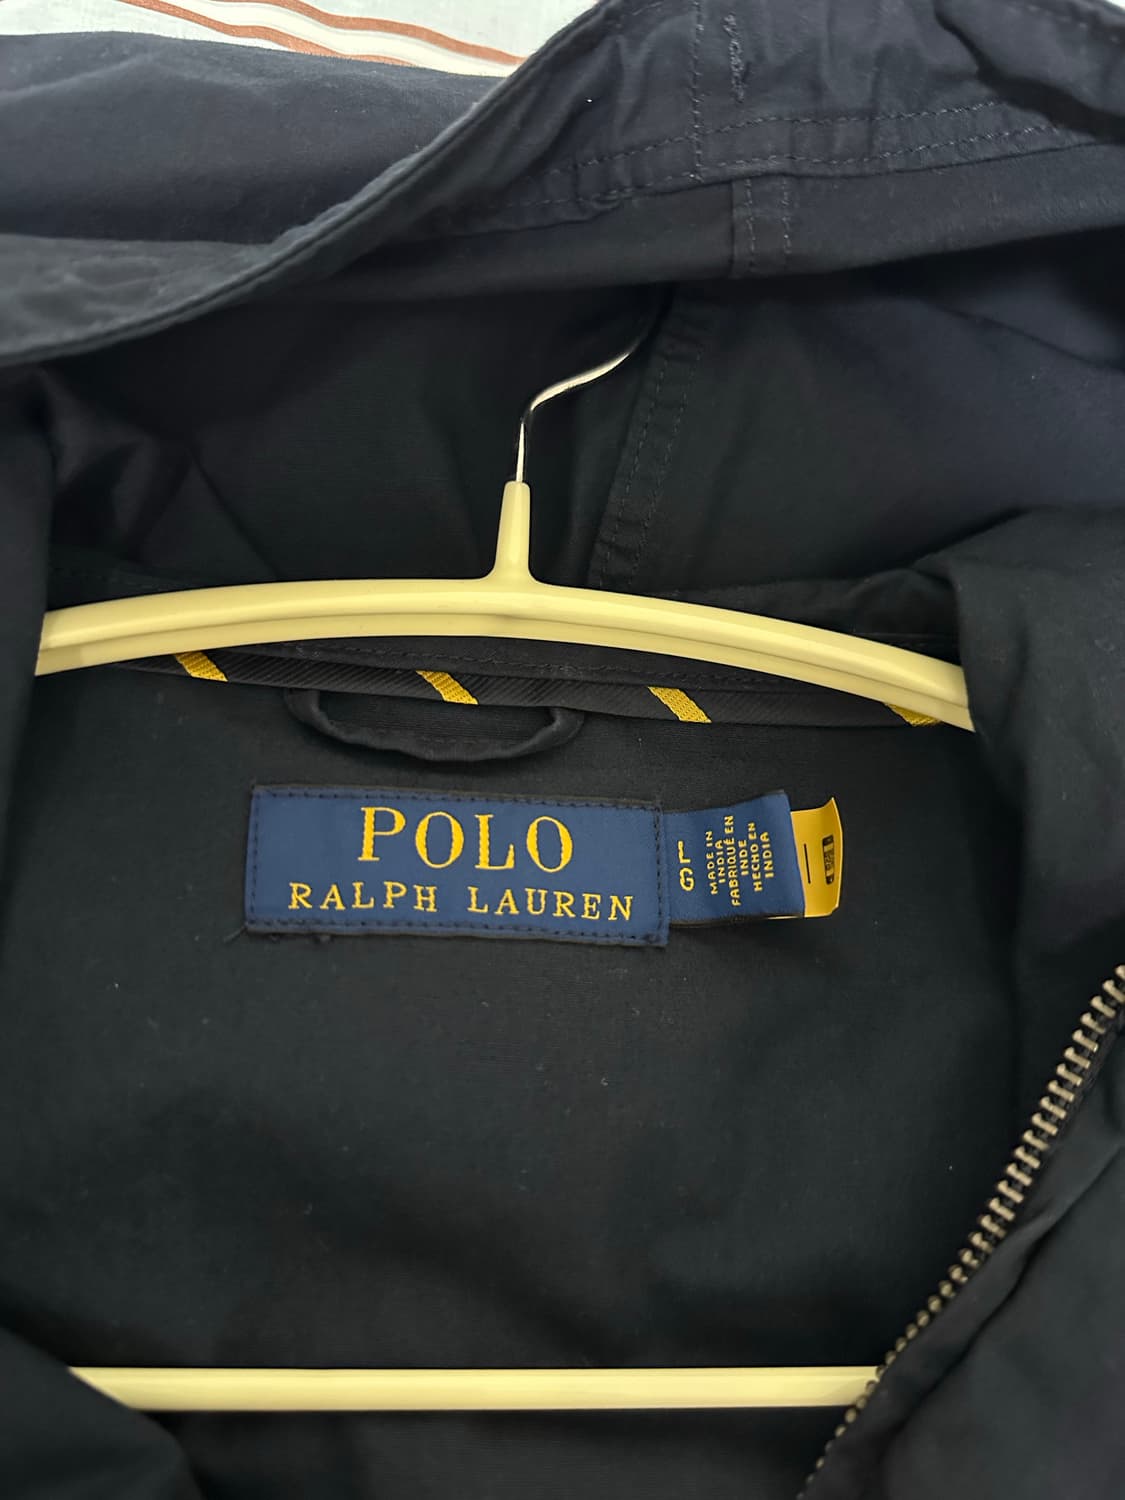 POLO
RALPH LAUREN
G L
MADE IN
INDIA
FABRIQUÉ EN
INDE
HECHO EN
INDIA